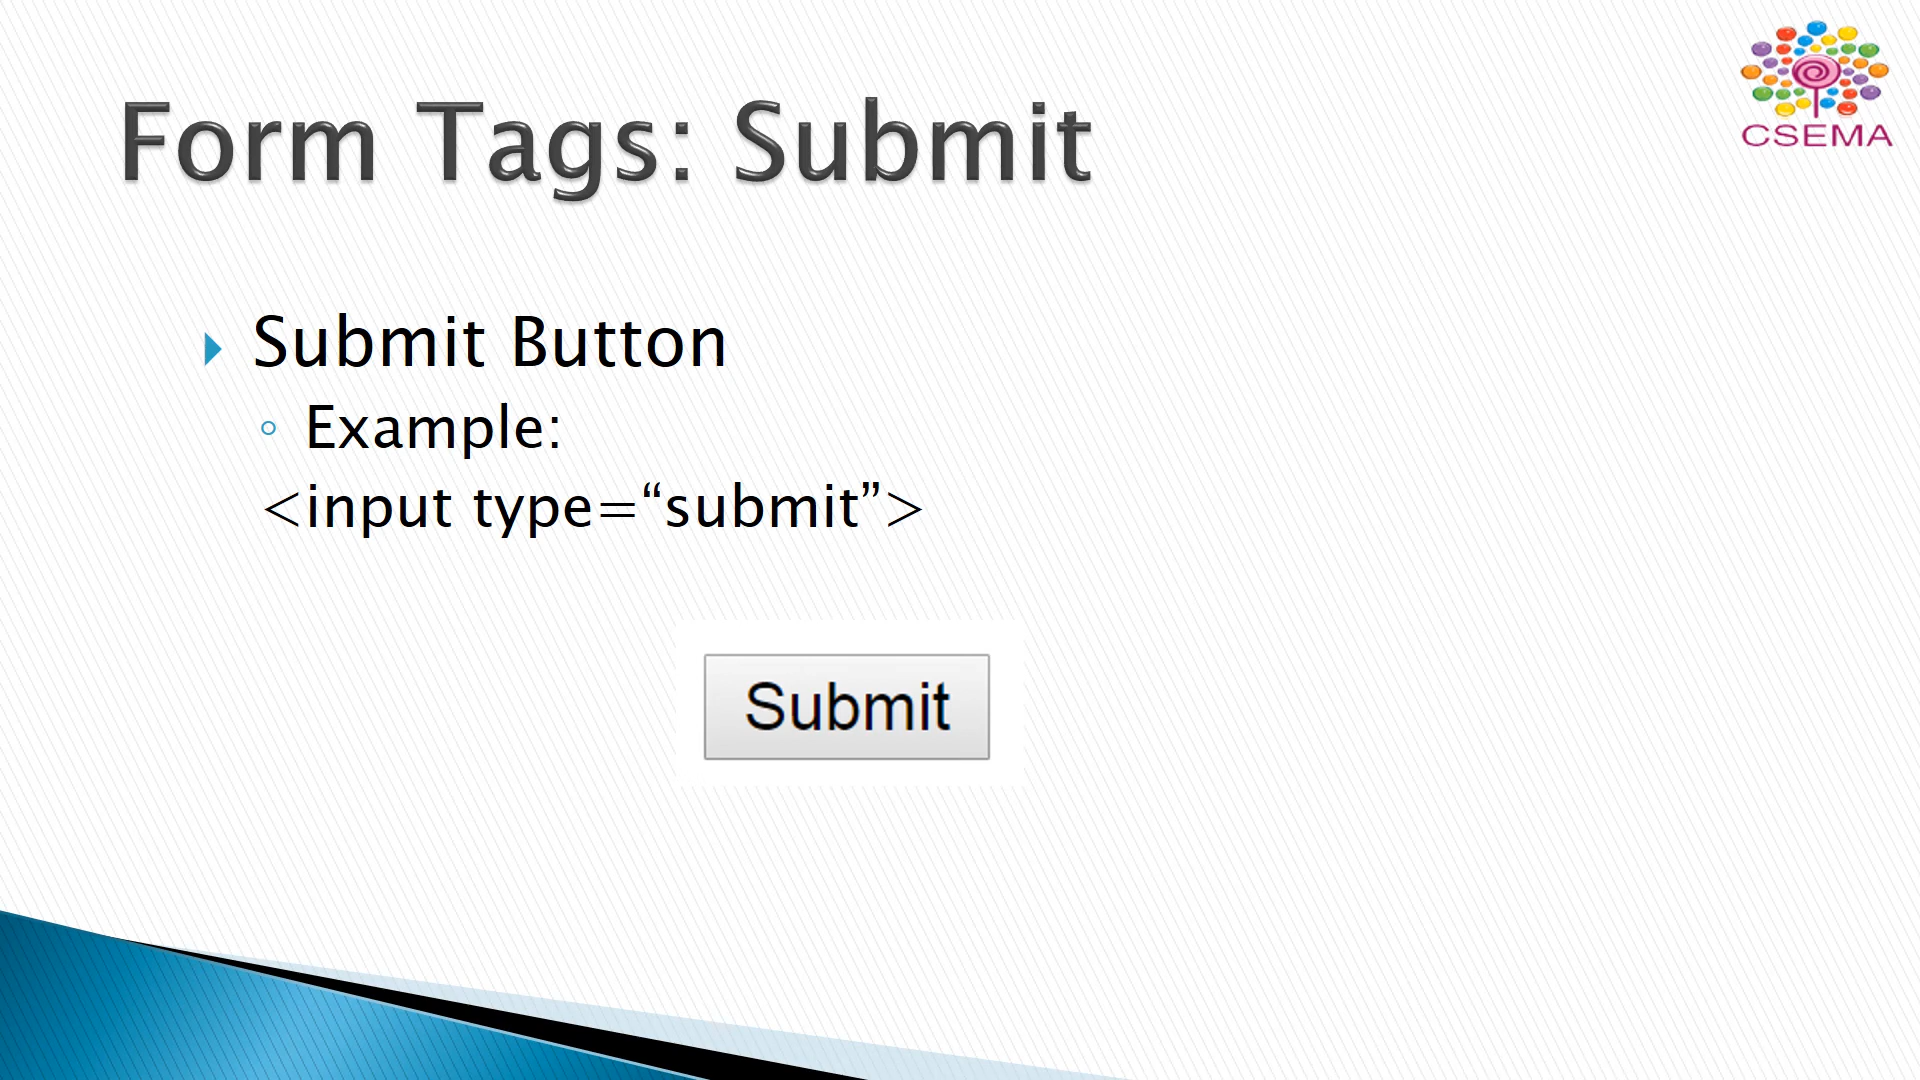 CSEMA
Form Tags: Submit
Submit Button
Example:
<input type=“submit”>
Submit